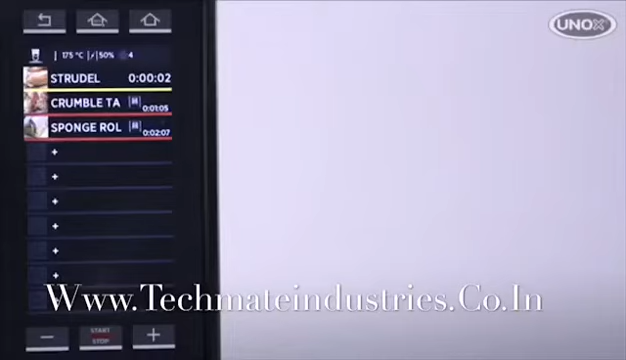 UNOX
175 °C 50% 4
STRUDEL 0:00:02
CRUMBLE TA 0:01:05
SPONGE ROL 0:02:07
+
+
+
+
+
+
+
Www.Techmateindustries.Co.In
− START STOP +